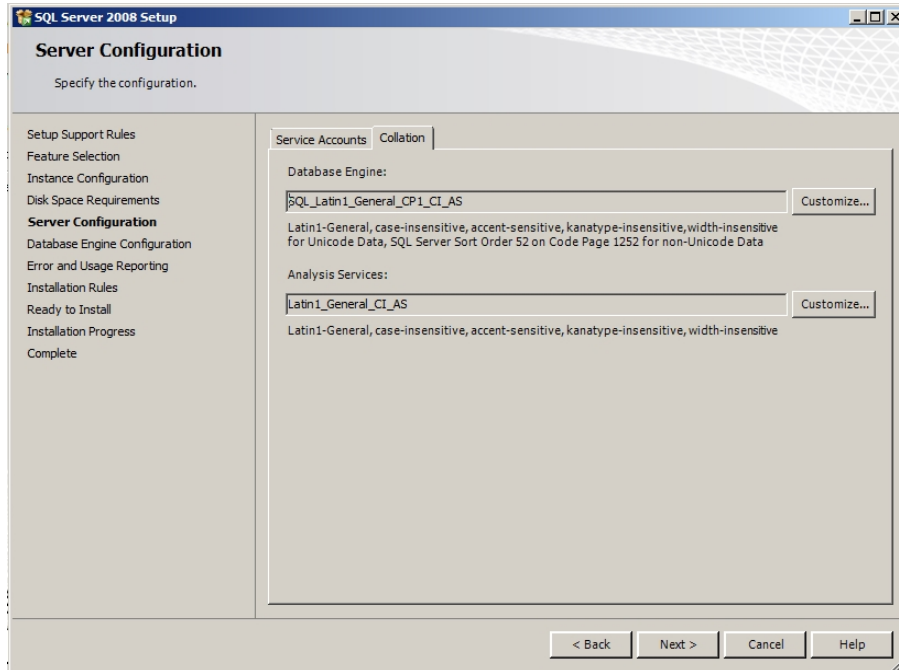 SQL Server 2008 Setup
Server Configuration
Specify the configuration.
Setup Support Rules
Feature Selection
Instance Configuration
Disk Space Requirements
Server Configuration
Database Engine Configuration
Error and Usage Reporting
Installation Rules
Ready to Install
Installation Progress
Complete
Service Accounts
Collation
Database Engine:
SQL_Latin1_General_CP1_CI_AS
Customize...
Latin1-General, case-insensitive, accent-sensitive, kanatype-insensitive, width-insensitive
for Unicode Data, SQL Server Sort Order 52 on Code Page 1252 for non-Unicode Data
Analysis Services:
Latin1_General_CI_AS
Customize...
Latin1-General, case-insensitive, accent-sensitive, kanatype-insensitive, width-insensitive
< Back
Next >
Cancel
Help